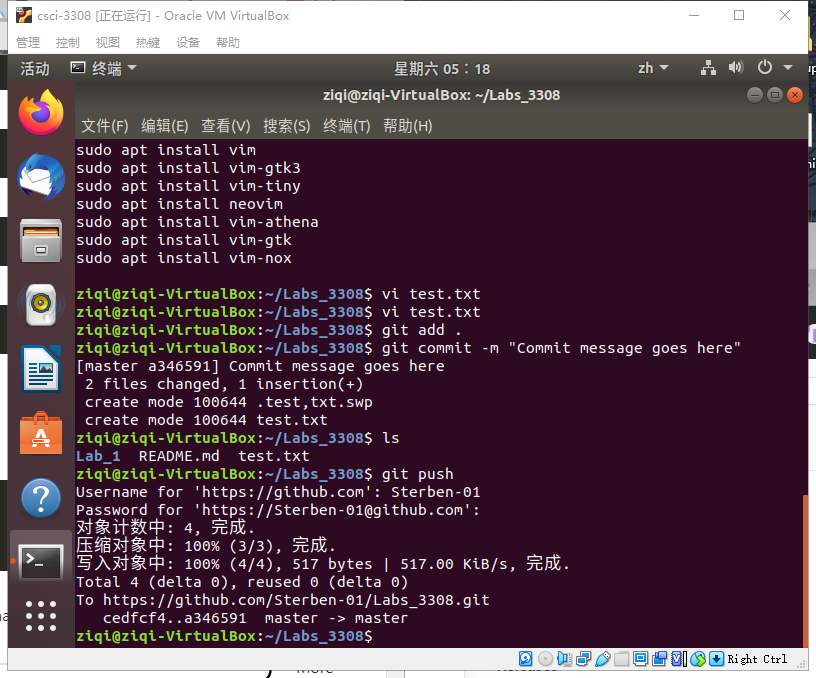 csci-3308 [正在运行] - Oracle VM VirtualBox
管理 控制 视图 热键 设备 帮助
活动 终端 星期六 05：18 zh
ziqi@ziqi-VirtualBox: ~/Labs_3308
文件(F) 编辑(E) 查看(V) 搜索(S) 终端(T) 帮助(H)
sudo apt install vim
sudo apt install vim-gtk3
sudo apt install vim-tiny
sudo apt install neovim
sudo apt install vim-athena
sudo apt install vim-gtk
sudo apt install vim-nox
ziqi@ziqi-VirtualBox:~/Labs_3308$ vi test.txt
ziqi@ziqi-VirtualBox:~/Labs_3308$ vi test.txt
ziqi@ziqi-VirtualBox:~/Labs_3308$ git add .
ziqi@ziqi-VirtualBox:~/Labs_3308$ git commit -m "Commit message goes here"
[master a346591] Commit message goes here
2 files changed, 1 insertion(+)
create mode 100644 .test,txt.swp
create mode 100644 test.txt
ziqi@ziqi-VirtualBox:~/Labs_3308$ ls
Lab_1 README.md test.txt
ziqi@ziqi-VirtualBox:~/Labs_3308$ git push
Username for 'https://github.com': Sterben-01
Password for 'https://Sterben-01@github.com':
对象计数中: 4, 完成.
压缩对象中: 100% (3/3), 完成.
写入对象中: 100% (4/4), 517 bytes | 517.00 KiB/s, 完成.
Total 4 (delta 0), reused 0 (delta 0)
To https://github.com/Sterben-01/Labs_3308.git
cedfcf4..a346591 master -> master
ziqi@ziqi-VirtualBox:~/Labs_3308$
Right Ctrl